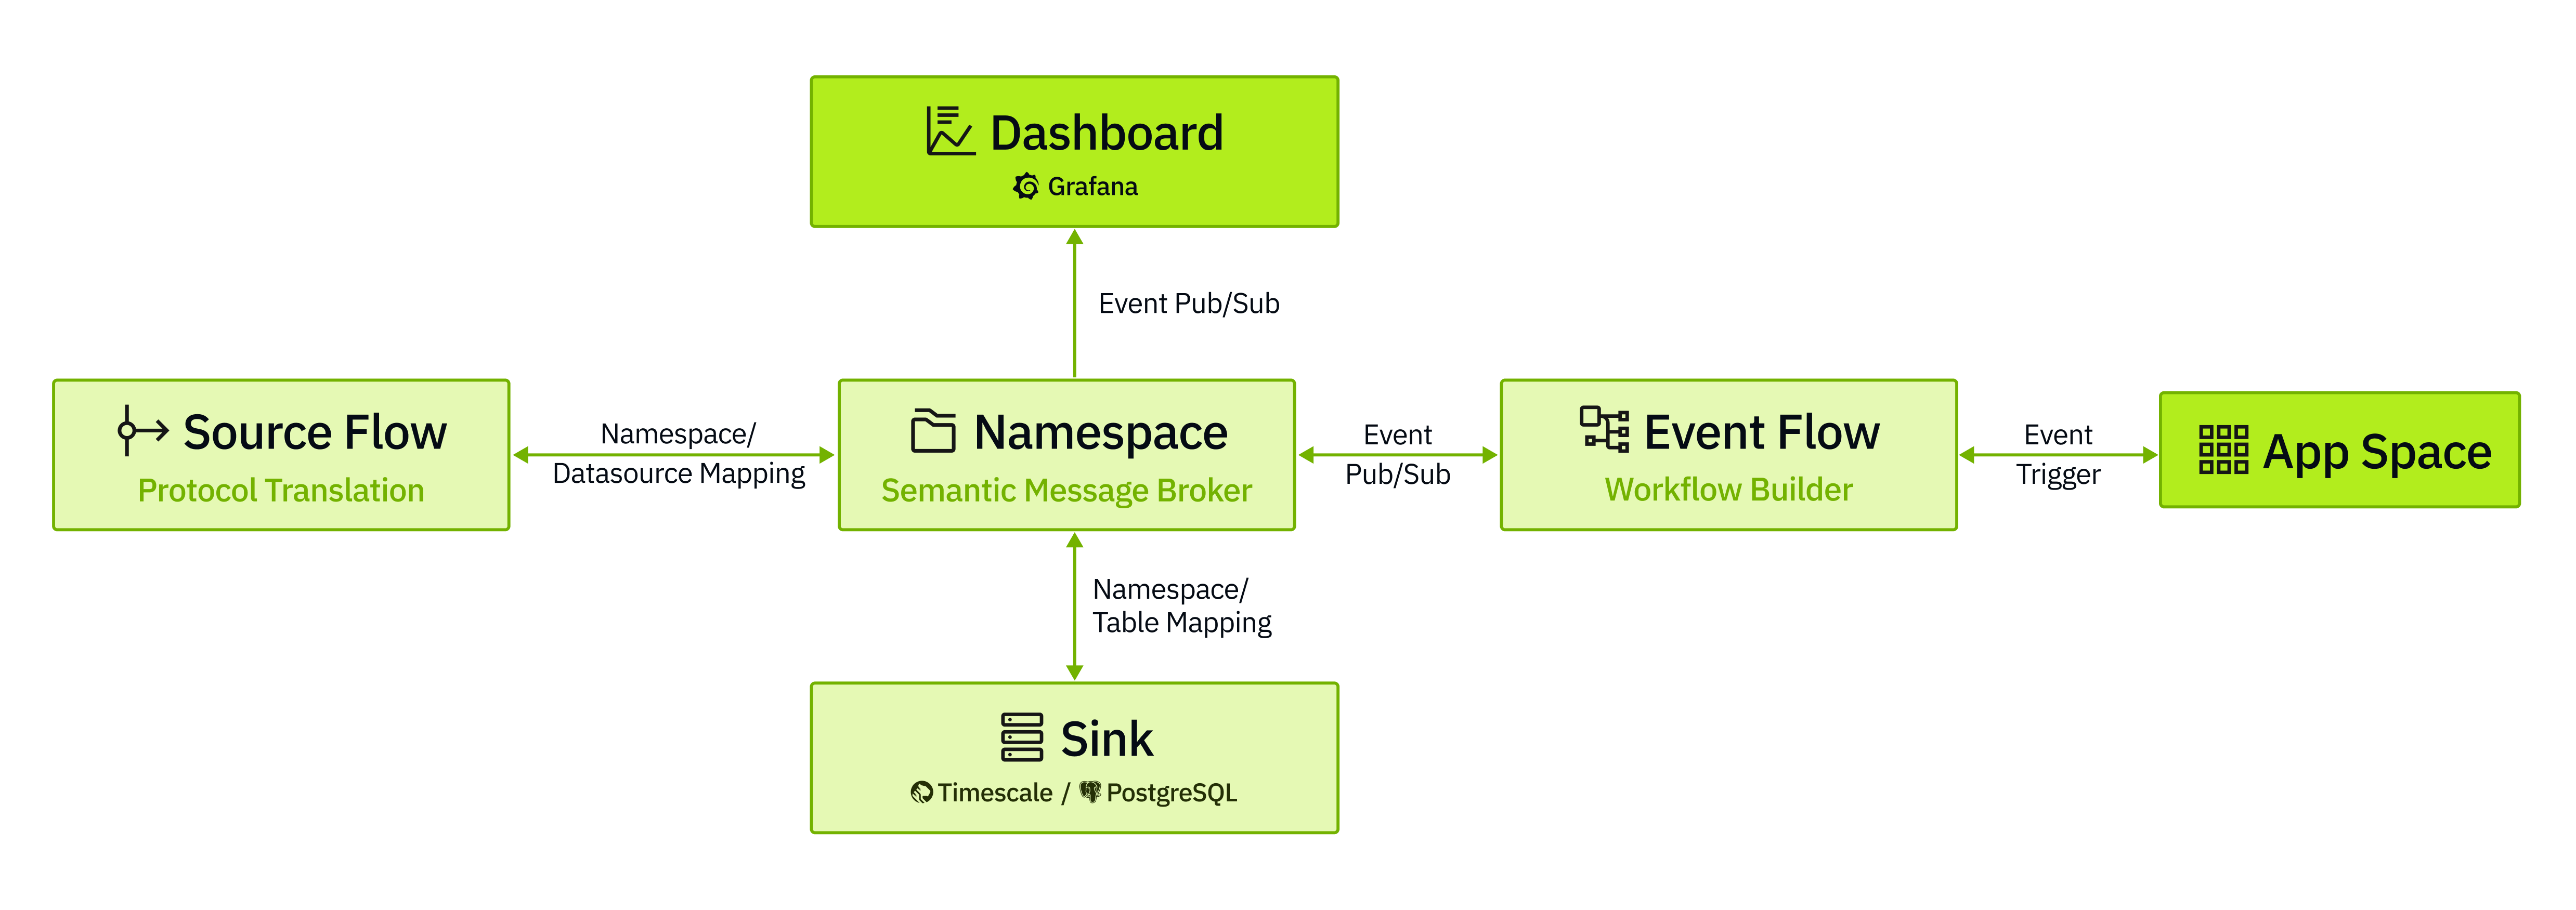 Dashboard
Grafana
Event Pub/Sub
Source Flow
Protocol Translation
Namespace/
Datasource Mapping
Namespace
Semantic Message Broker
Event
Pub/Sub
Event Flow
Workflow Builder
Event
Trigger
App Space
Namespace/
Table Mapping
Sink
Timescale / PostgreSQL